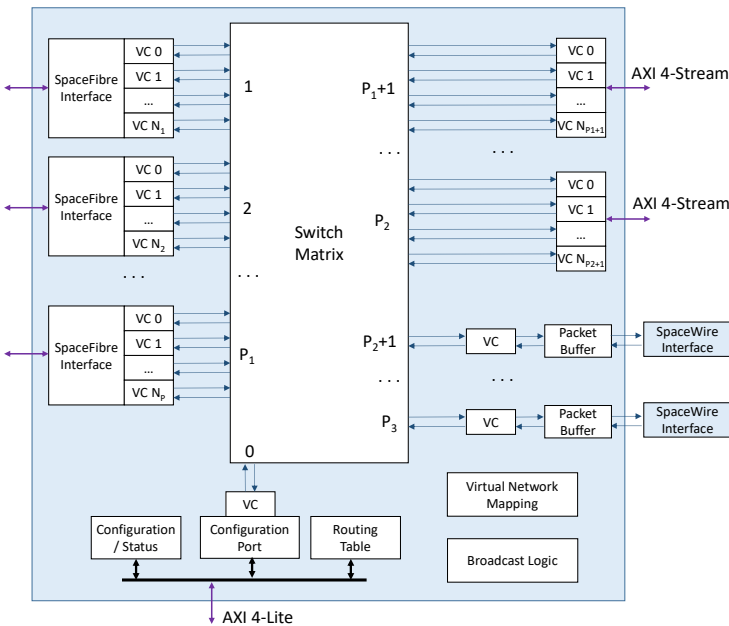 SpaceFibre
Interface
VC 0
VC 1
...
VC N1
1
SpaceFibre
Interface
VC 0
VC 1
...
VC N2
2
. . .
. . .
SpaceFibre
Interface
VC 0
VC 1
...
VC NP
P1
0
Switch
Matrix
P1+1
. . .
P2
P2+1
. . .
P3
VC 0
VC 1
...
VC NP1+1
AXI 4-Stream
. . .
VC 0
VC 1
...
VC NP2+1
AXI 4-Stream
VC
Packet
Buffer
SpaceWire
Interface
. . .
VC
Packet
Buffer
SpaceWire
Interface
VC
Configuration
/ Status
Configuration
Port
Routing
Table
Virtual Network
Mapping
Broadcast Logic
AXI 4-Lite